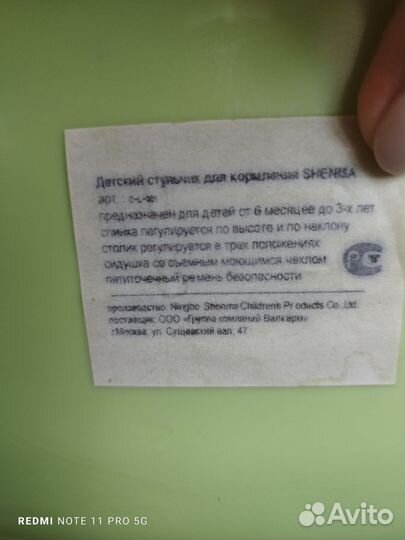 Детский стульчик для кормления SHENMA
арт.
предназначен для детей от 6 месяцев до 3-х лет
спинка регулируется по высоте и по наклону
столик регулируется в трех положениях
сидушка со съемным моющимся чехлом
пятиточечный ремень безопасности
производство: Ningbo Shenma Childrens Products Co.,Ltd.
поставщик: ООО «Группа компаний Валкарм»
г.Москва, ул. Сущевский вал, 47
REDMI NOTE 11 PRO 5G
Avito